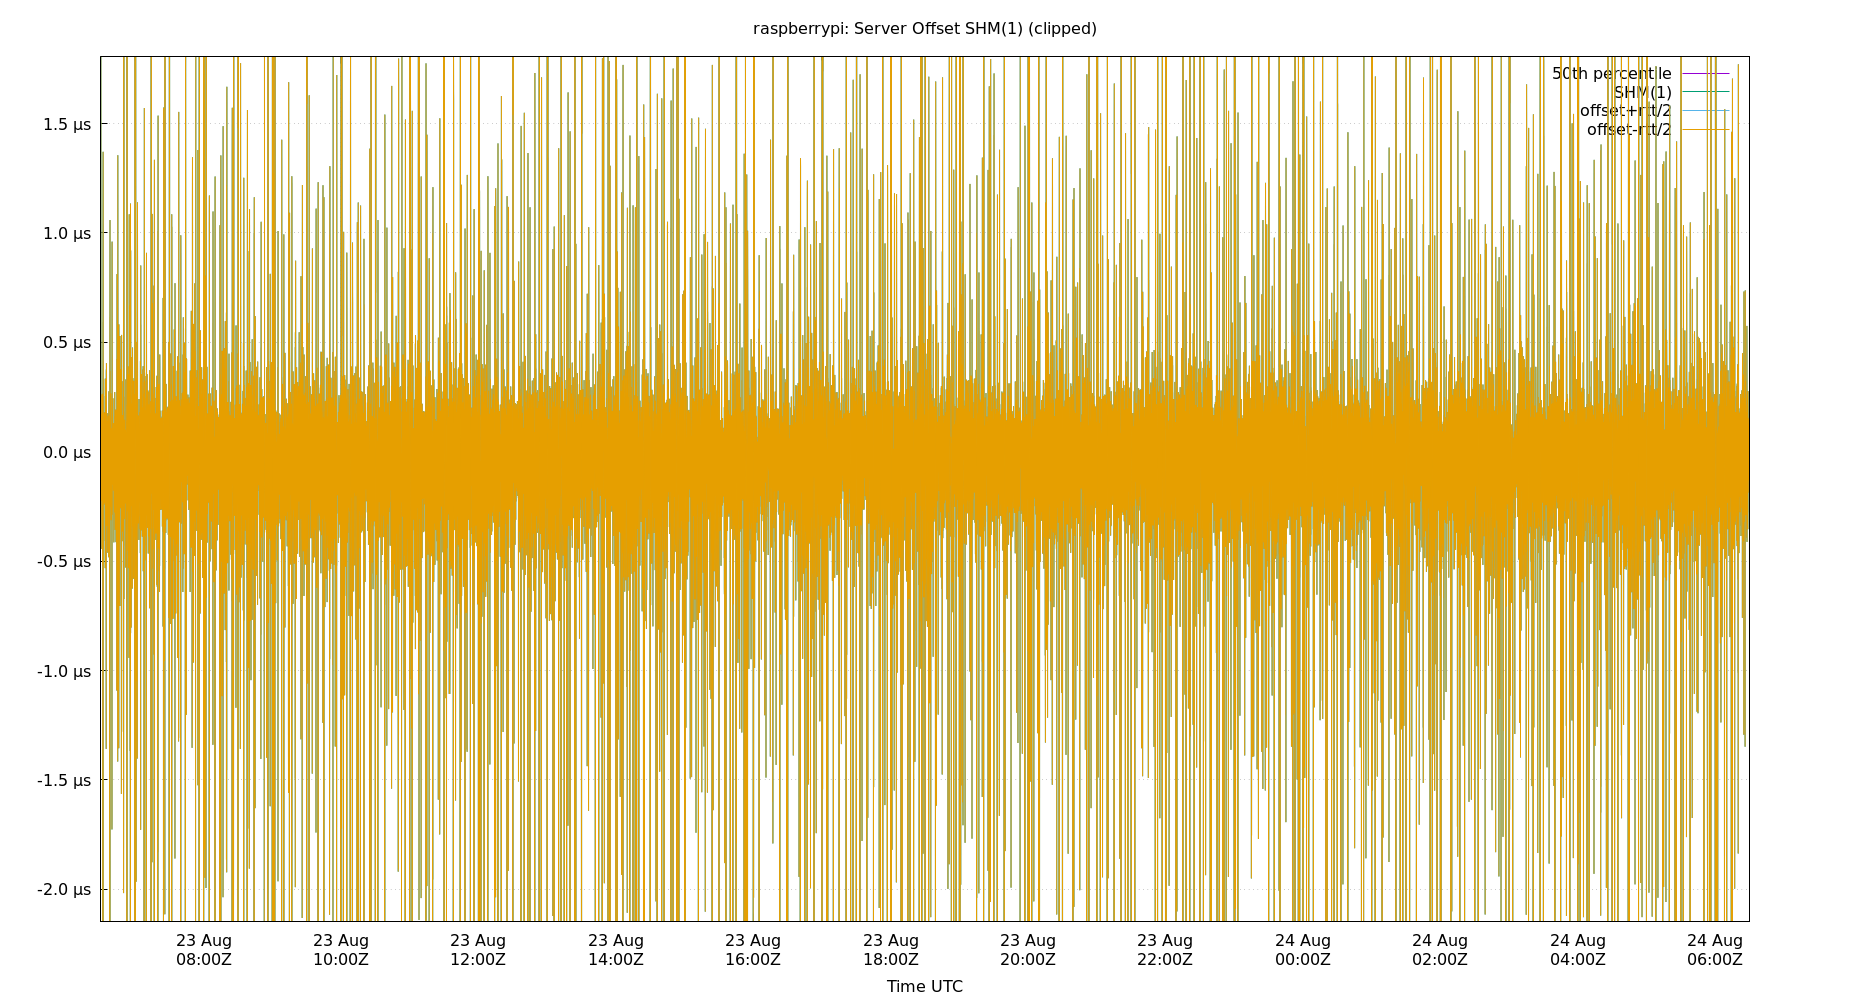 raspberrypi: Server Offset SHM(1) (clipped)
50th percentile
SHM(1)
offset+rtt/2
offset-rtt/2
1.5 µs
1.0 µs
0.5 µs
0.0 µs
-0.5 µs
-1.0 µs
-1.5 µs
-2.0 µs
23 Aug 23 Aug 23 Aug 23 Aug 23 Aug 23 Aug 23 Aug 23 Aug 24 Aug 24 Aug 24 Aug 24 Aug
08:00Z 10:00Z 12:00Z 14:00Z 16:00Z 18:00Z 20:00Z 22:00Z 00:00Z 02:00Z 04:00Z 06:00Z
Time UTC